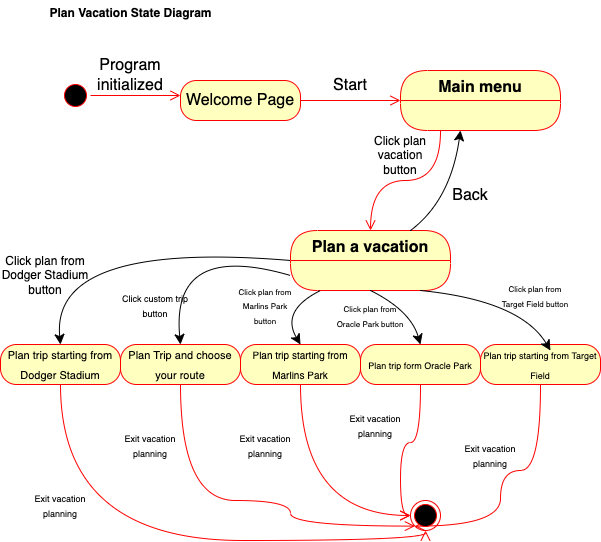 Plan Vacation State Diagram
Program
initialized
Welcome Page
Start
Main menu
Click plan
vacation
button
Back
Plan a vacation
Click plan from
Dodger Stadium
button
Click custom trip
button
Click plan from
Marlins Park
button
Click plan from
Oracle Park button
Click plan from
Target Field button
Plan trip starting from
Dodger Stadium
Plan Trip and choose
your route
Plan trip starting from
Marlins Park
Plan trip form Oracle Park
Plan trip starting from Target
Field
Exit vacation
planning
Exit vacation
planning
Exit vacation
planning
Exit vacation
planning
Exit vacation
planning